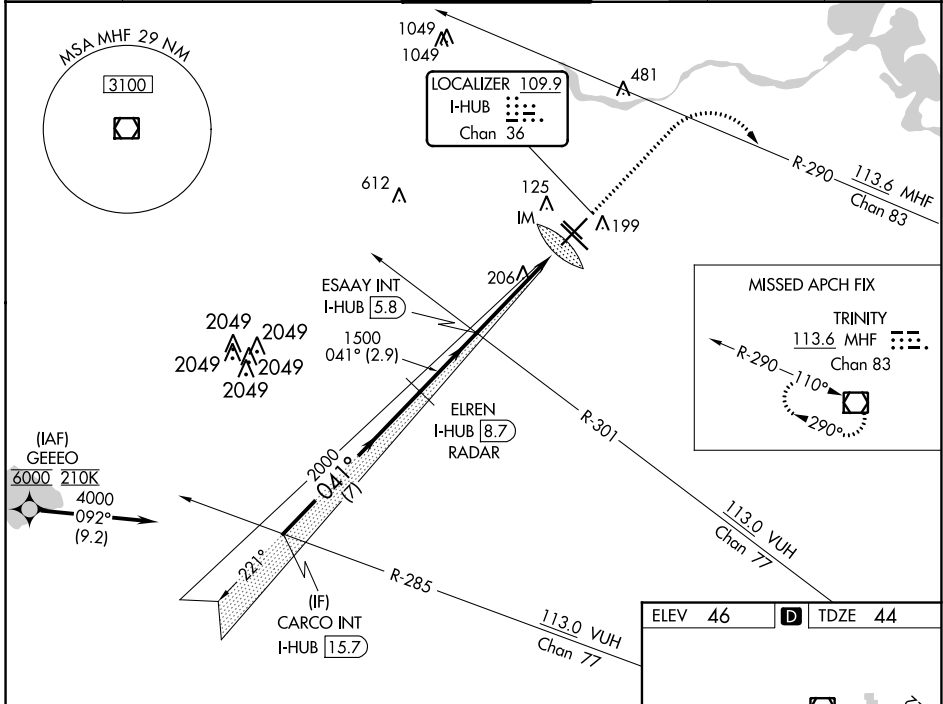 MSA MHF 29 NM
3100
1049
1049
LOCALIZER 109.9
I-HUB
Chan 36
481
R-290
113.6 MHF
Chan 83
612
125
IM
199
206
ESAAY INT
I-HUB 5.8
1500
041° (2.9)
2049
2049
2049
2049
2049
ELREN
I-HUB 8.7
RADAR
MISSED APCH FIX
TRINITY
113.6 MHF
Chan 83
R-290
110°
290°
R-301
113.0 VUH
Chan 77
(IAF)
GEEEO
6000 210K
4000
092°
(9.2)
2000
041°
(7)
221°
(IF)
CARCO INT
I-HUB 15.7
R-285
113.0 VUH
Chan 77
ELEV 46
D
TDZE 44